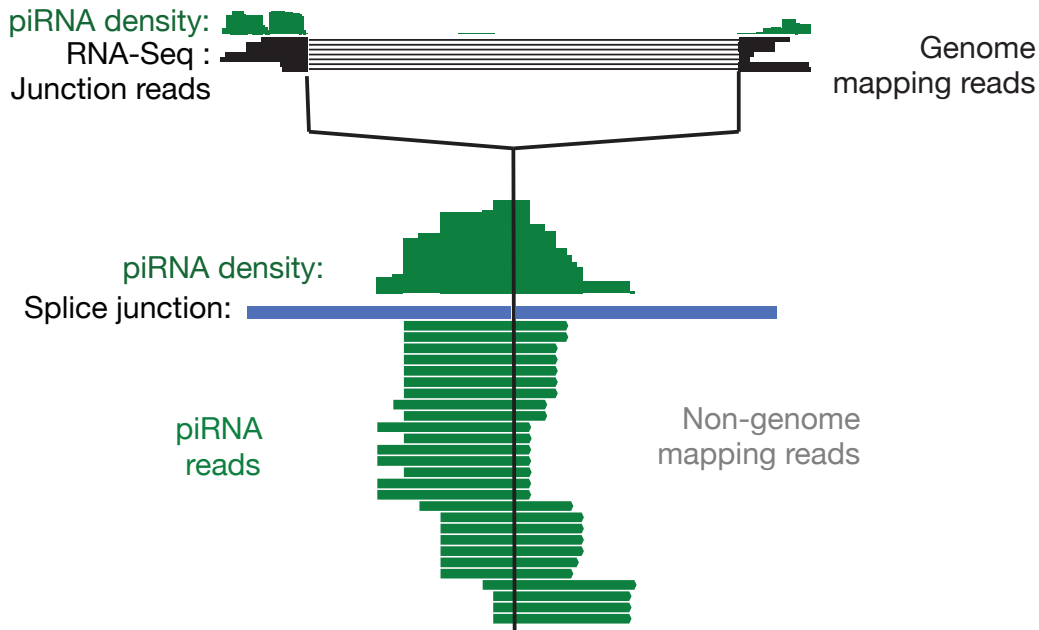 piRNA density:
RNA-Seq :
Junction reads
Genome
mapping reads
piRNA density:
Splice junction:
piRNA
reads
Non-genome
mapping reads